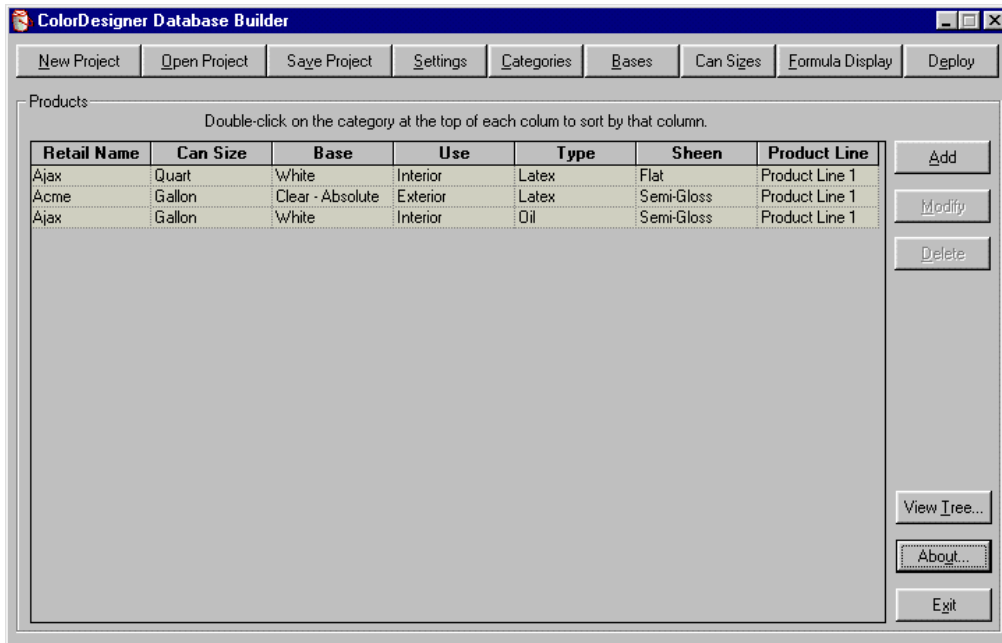 ColorDesigner Database Builder
New Project Open Project Save Project Settings Categories Bases Can Sizes Formula Display Deploy
Products
Double-click on the category at the top of each colum to sort by that column.
Retail Name Can Size Base Use Type Sheen Product Line
Ajax Quart White Interior Latex Flat Product Line 1
Acme Gallon Clear - Absolute Exterior Latex Semi-Gloss Product Line 1
Ajax Gallon White Interior Oil Semi-Gloss Product Line 1
Add
Modify
Delete
View Tree...
About...
Exit